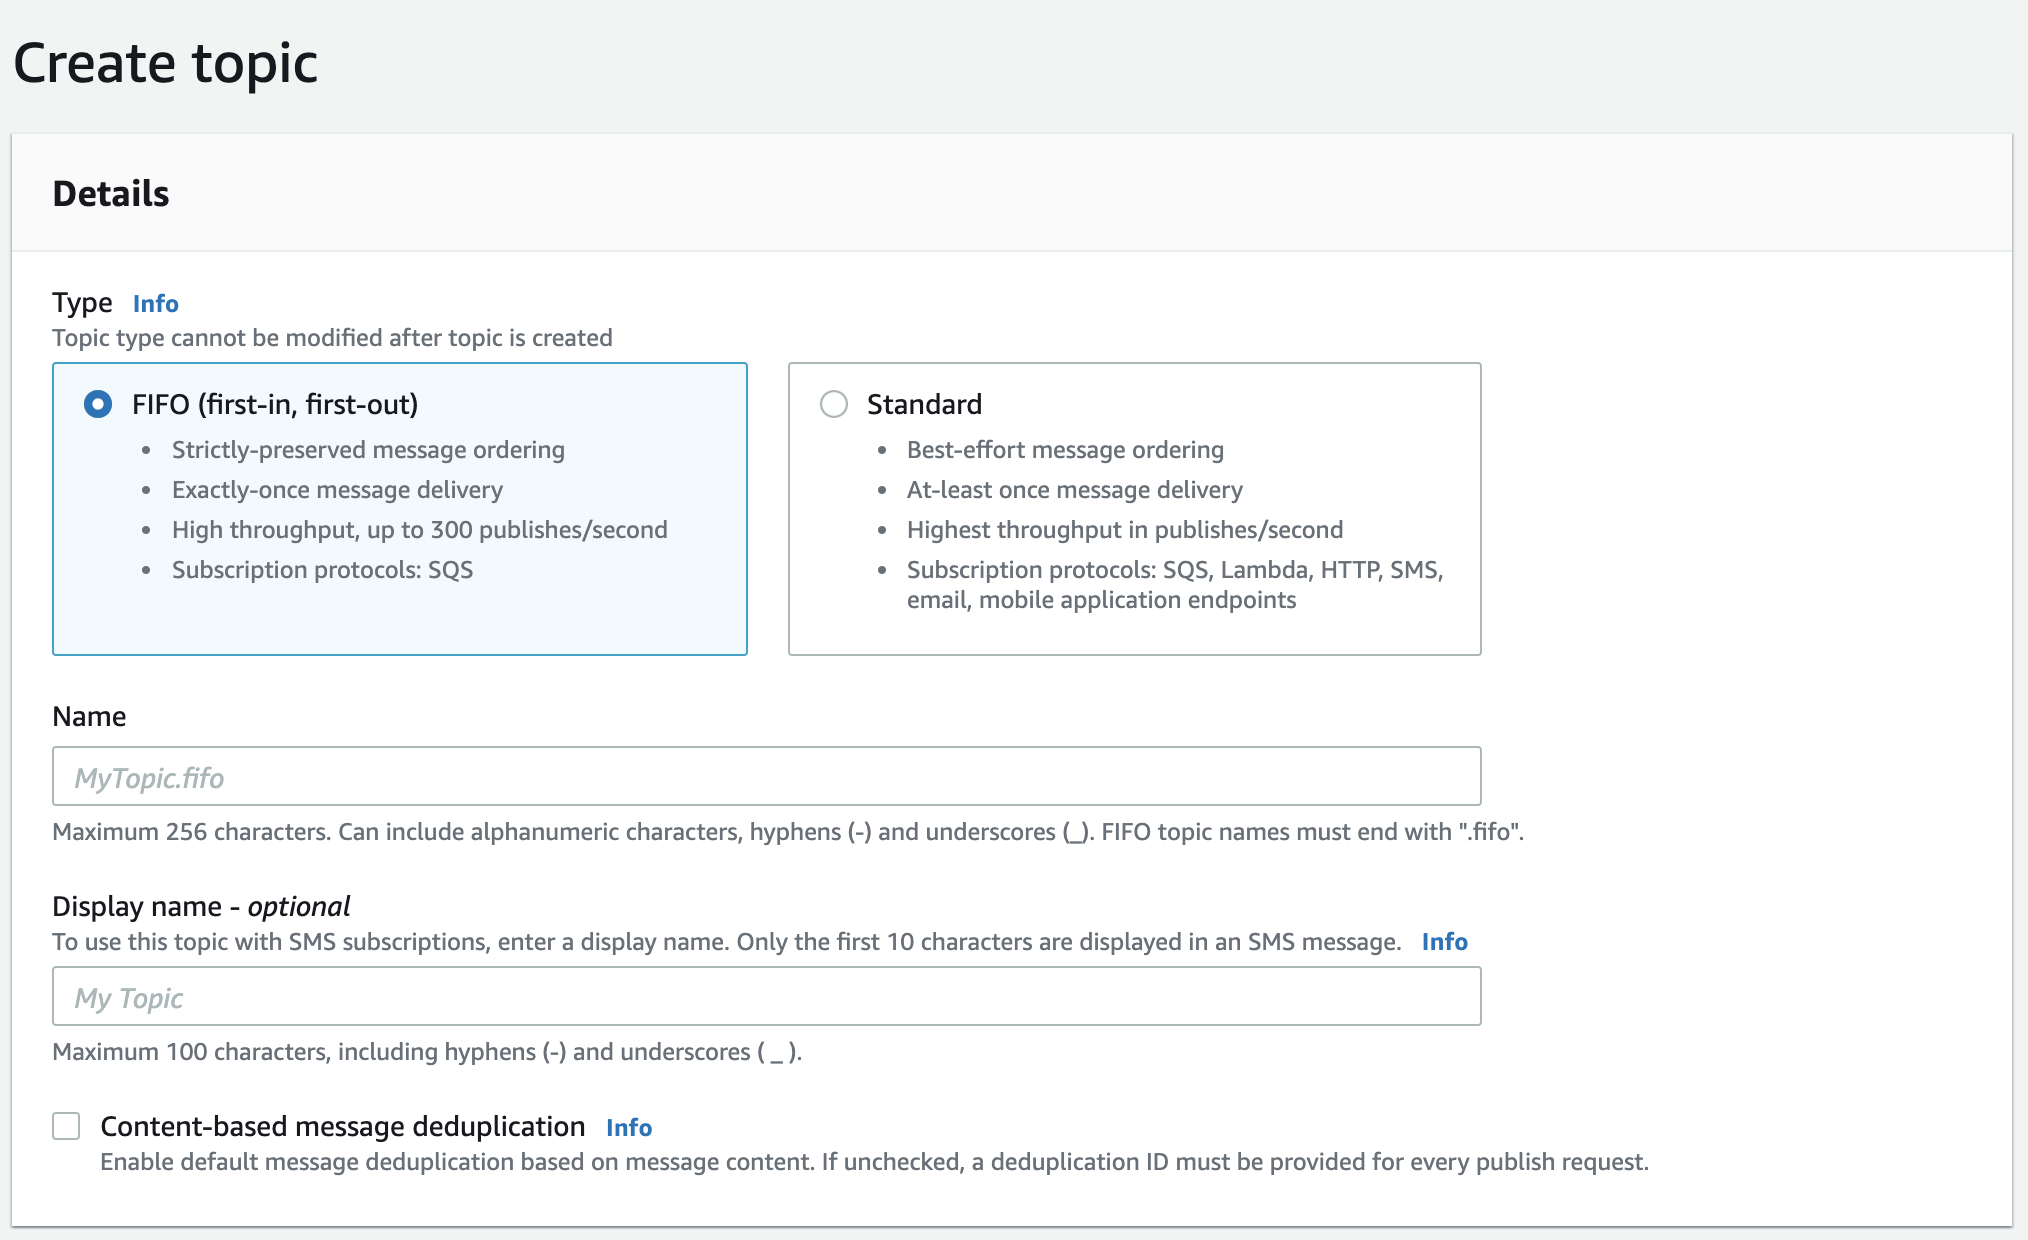 Create topic
Details
Type Info
Topic type cannot be modified after topic is created
FIFO (first-in, first-out)
• Strictly-preserved message ordering
• Exactly-once message delivery
• High throughput, up to 300 publishes/second
• Subscription protocols: SQS
Standard
• Best-effort message ordering
• At-least once message delivery
• Highest throughput in publishes/second
• Subscription protocols: SQS, Lambda, HTTP, SMS,
email, mobile application endpoints
Name
MyTopic.fifo
Maximum 256 characters. Can include alphanumeric characters, hyphens (-) and underscores (_). FIFO topic names must end with ".fifo".
Display name - optional
To use this topic with SMS subscriptions, enter a display name. Only the first 10 characters are displayed in an SMS message. Info
My Topic
Maximum 100 characters, including hyphens (-) and underscores ( _ ).
Content-based message deduplication Info
Enable default message deduplication based on message content. If unchecked, a deduplication ID must be provided for every publish request.